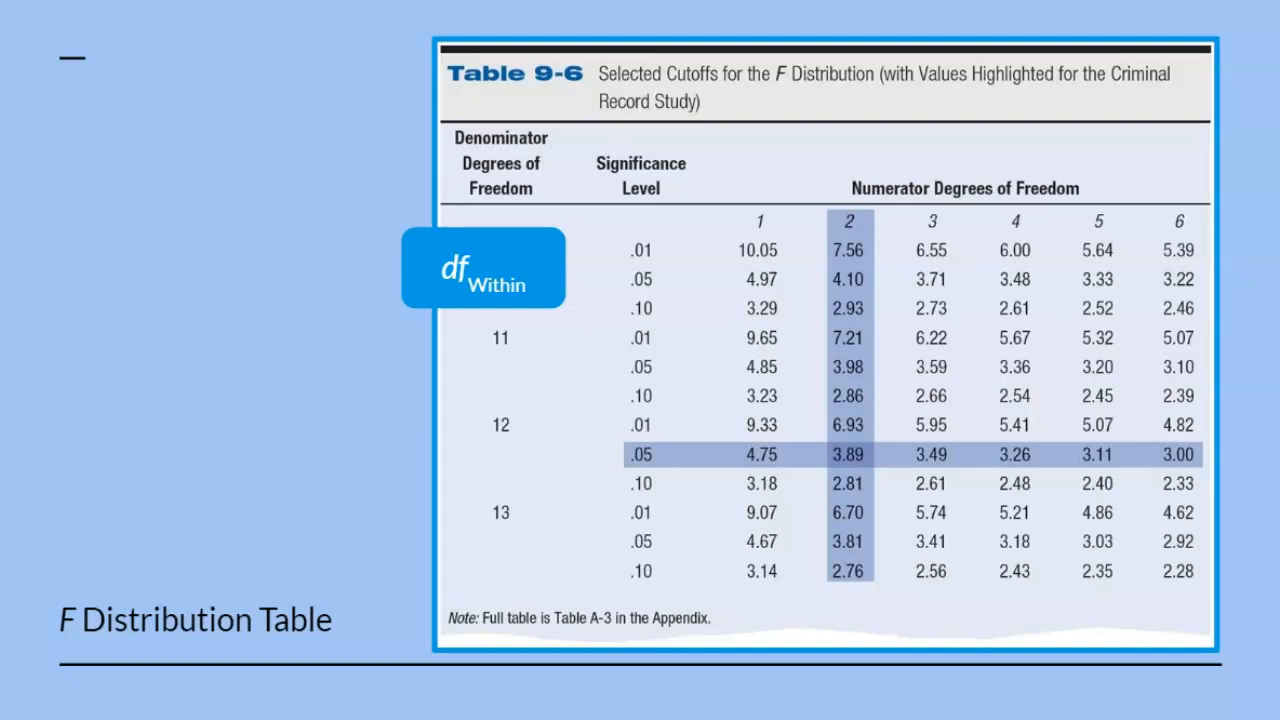 Table 9-6 Selected Cutoffs for the F Distribution (with Values Highlighted for the Criminal
Record Study)
Denominator
Degrees of
Freedom
Significance
Level
Numerator Degrees of Freedom
1 2 3 4 5 6
dfWithin
.01 10.05 7.56 6.55 6.00 5.64 5.39
.05 4.97 4.10 3.71 3.48 3.33 3.22
.10 3.29 2.93 2.73 2.61 2.52 2.46
11 .01 9.65 7.21 6.22 5.67 5.32 5.07
.05 4.85 3.98 3.59 3.36 3.20 3.10
.10 3.23 2.86 2.66 2.54 2.45 2.39
12 .01 9.33 6.93 5.95 5.41 5.07 4.82
.05 4.75 3.89 3.49 3.26 3.11 3.00
.10 3.18 2.81 2.61 2.48 2.40 2.33
13 .01 9.07 6.70 5.74 5.21 4.86 4.62
.05 4.67 3.81 3.41 3.18 3.03 2.92
.10 3.14 2.76 2.56 2.43 2.35 2.28
Note: Full table is Table A-3 in the Appendix.
F Distribution Table